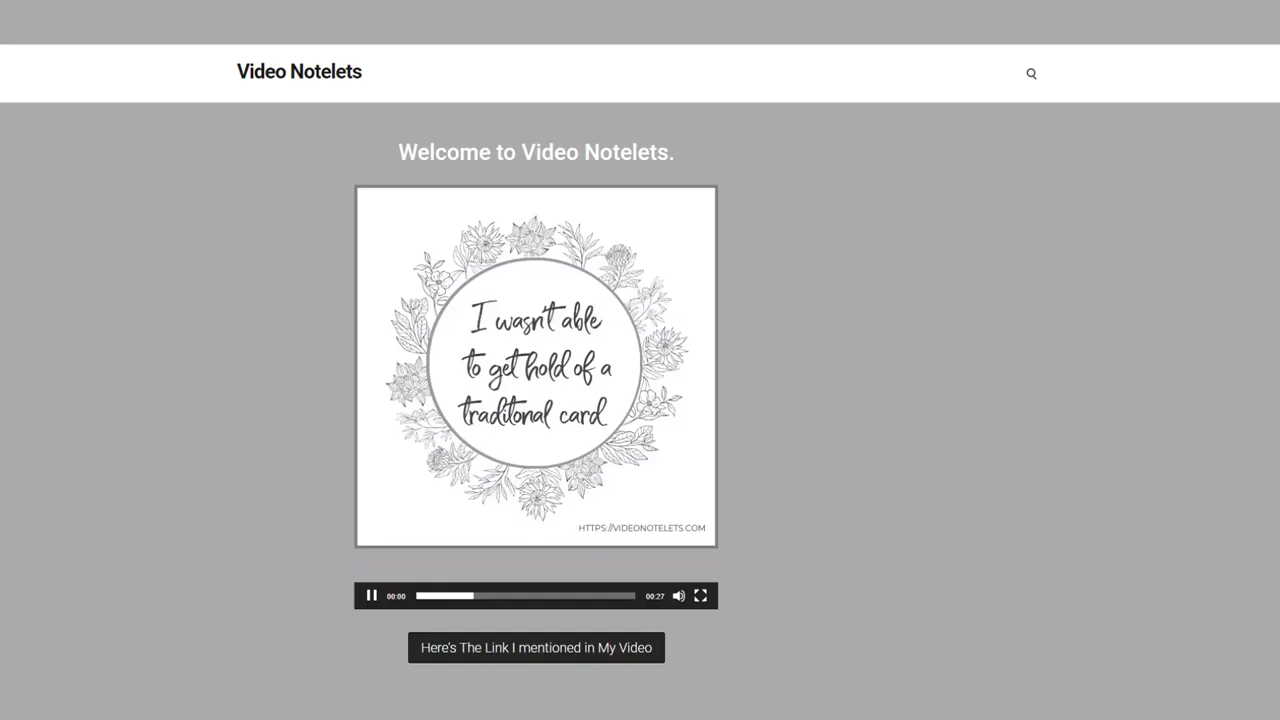 Video Notelets
Welcome to Video Notelets.
I wasn't able
to get hold of a
traditonal card.
HTTPS://VIDEONOTELETS.COM
00:00
00:27
Here's The Link I mentioned in My Video